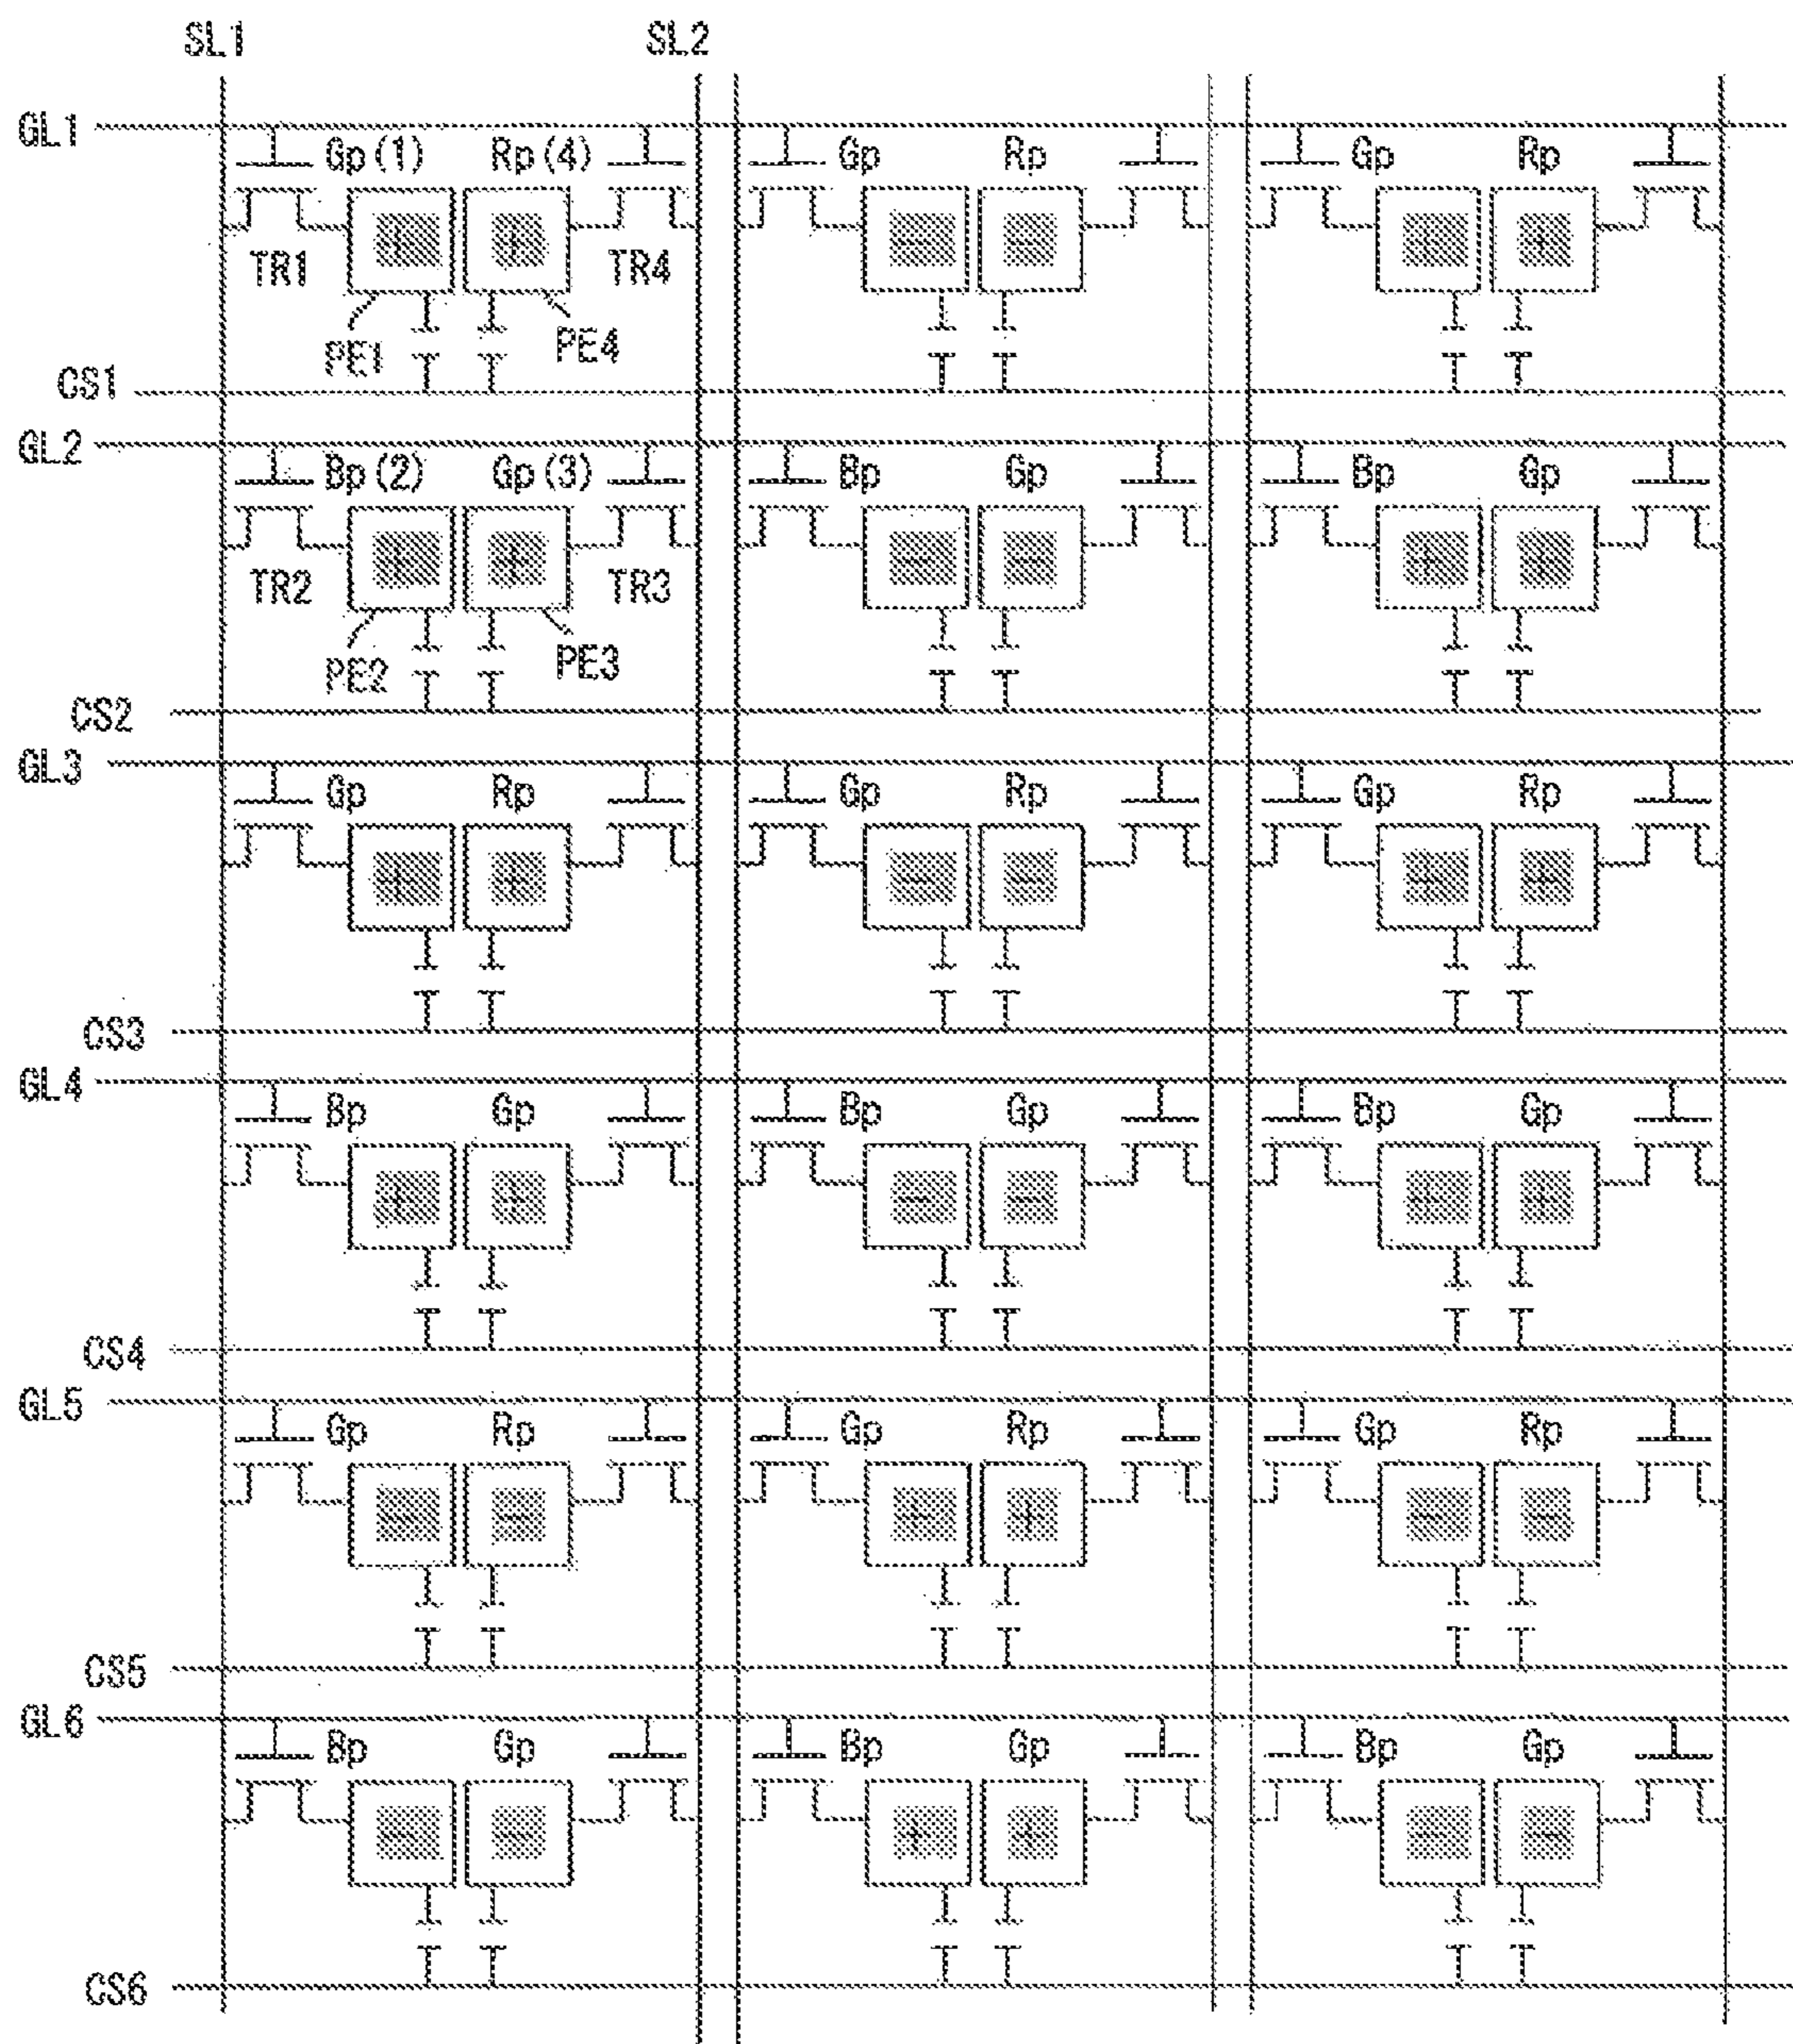 SL1 SL2
GL1
Gp(1) Rp(4) Gp Rp Gp Rp
+ + - - + +
TR1 TR4
PE1 PE4
CS1
GL2
Bp(2) Gp(3) Bp Gp Bp Gp
+ + - - + +
TR2 TR3
PE2 PE3
CS2
GL3
Gp Rp Gp Rp Gp Rp
+ + - - + +
CS3
GL4
Bp Gp Bp Gp Bp Gp
+ + - - + +
CS4
GL5
Gp Rp Gp Rp Gp Rp
- - + + - -
CS5
GL6
Bp Gp Bp Gp Bp Gp
- - + + - -
CS6